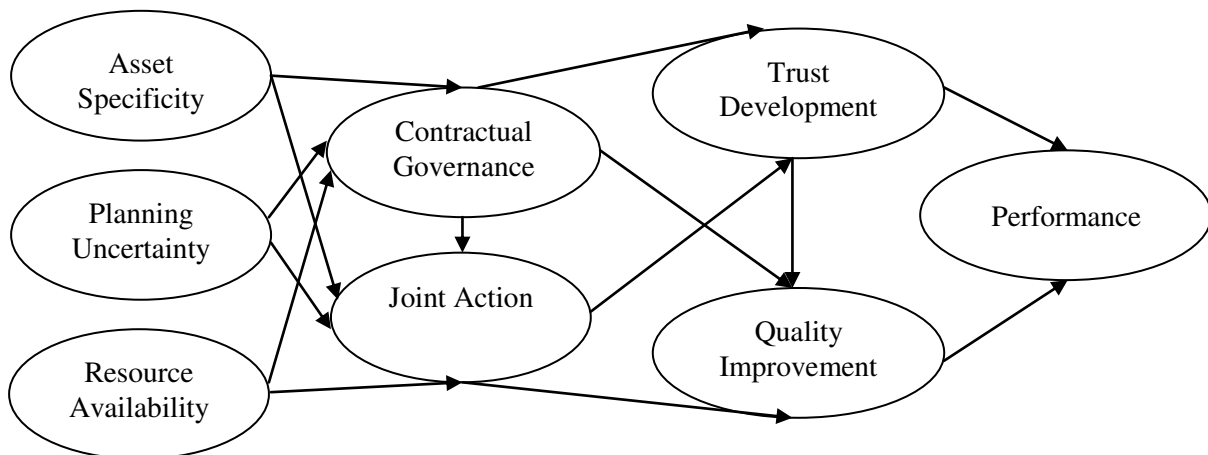 Asset
Specificity
Planning
Uncertainty
Resource
Availability
Contractual
Governance
Joint Action
Trust
Development
Quality
Improvement
Performance